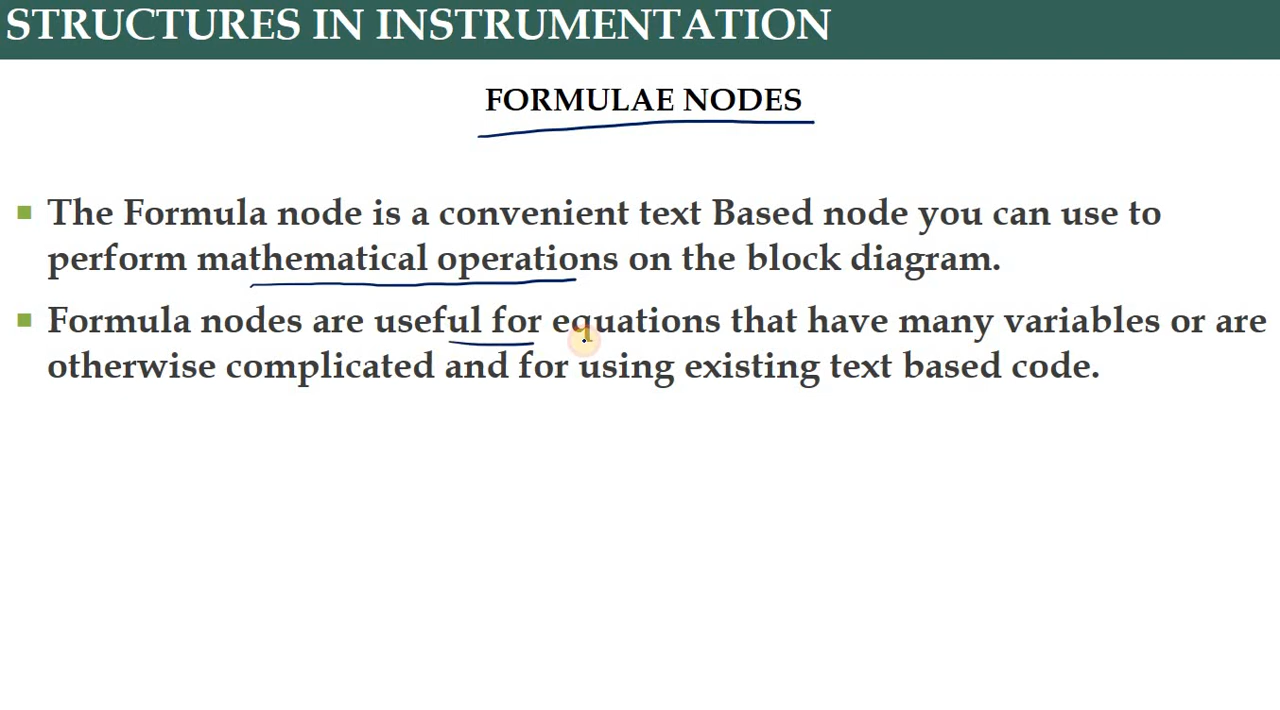 STRUCTURES IN INSTRUMENTATION
FORMULAE NODES
The Formula node is a convenient text Based node you can use to
perform mathematical operations on the block diagram.
Formula nodes are useful for equations that have many variables or are
otherwise complicated and for using existing text based code.